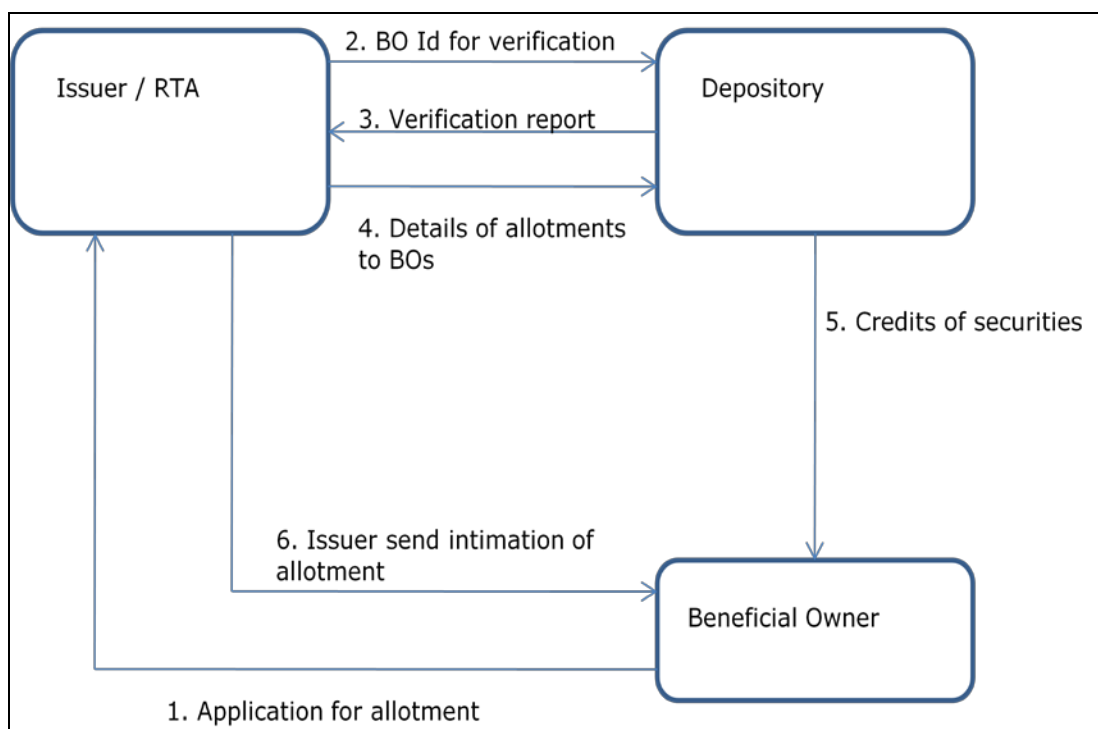 2. BO Id for verification
Issuer / RTA
Depository
3. Verification report
4. Details of allotments
to BOs
5. Credits of securities
6. Issuer send intimation of
allotment
Beneficial Owner
1. Application for allotment